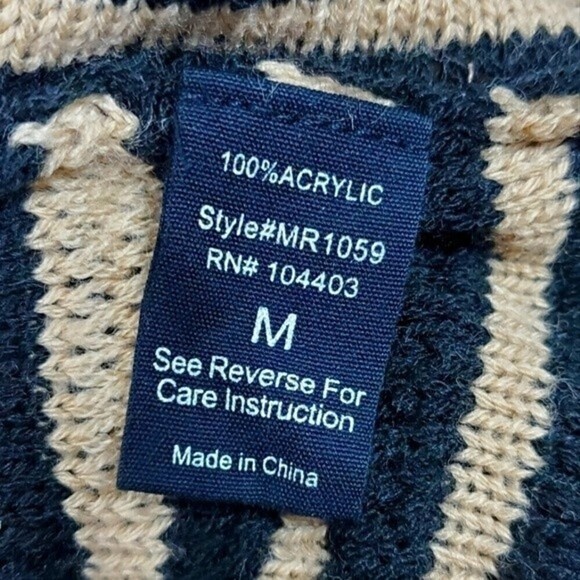 100%ACRYLIC
Style#MR1059
RN# 104403
M
See Reverse For
Care Instruction
Made in China